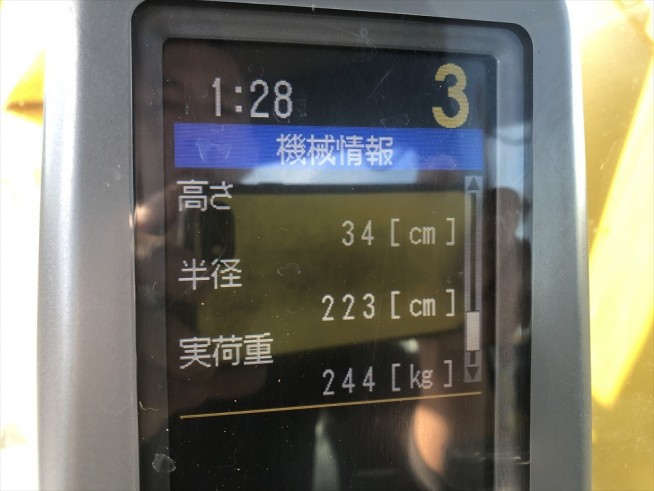 1:28 3
機械情報
高さ
34[cm]
半径
223[cm]
実荷重
244[kg]